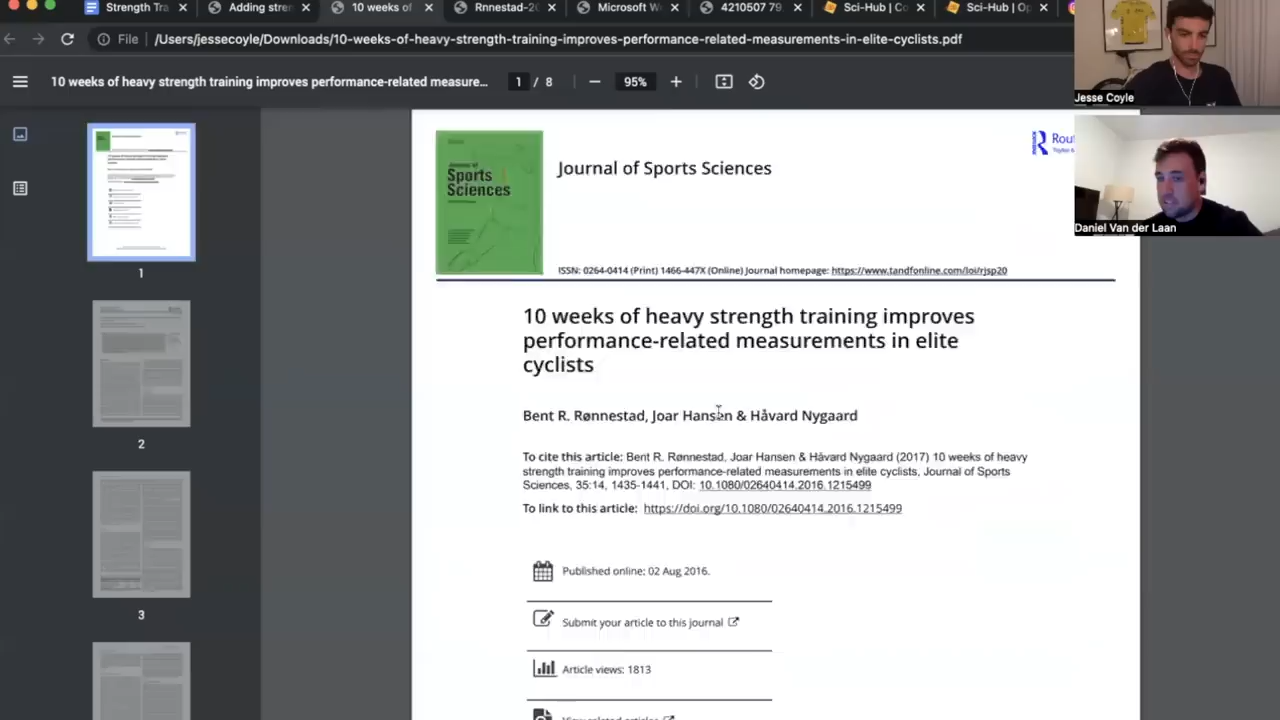 Strength Tra
Adding stren
10 weeks of
Rnnestad-20
Microsoft W
4210507 79
Sci-Hub | Co
Sci-Hub | Op
File
/Users/jessecoyle/Downloads/10-weeks-of-heavy-strength-training-improves-performance-related-measurements-in-elite-cyclists.pdf
10 weeks of heavy strength training improves performance-related measure...
1 / 8
95%
Jesse Coyle
Daniel Van der Laan
1
2
3
Journal of
Sports
Sciences
Journal of Sports Sciences
Rou
ISSN: 0264-0414 (Print) 1466-447X (Online) Journal homepage: https://www.tandfonline.com/loi/rjsp20
10 weeks of heavy strength training improves
performance-related measurements in elite
cyclists
Bent R. Rønnestad, Joar Hansen & Håvard Nygaard
To cite this article: Bent R. Rønnestad, Joar Hansen & Håvard Nygaard (2017) 10 weeks of heavy
strength training improves performance-related measurements in elite cyclists, Journal of Sports
Sciences, 35:14, 1435-1441, DOI: 10.1080/02640414.2016.1215499
To link to this article: https://doi.org/10.1080/02640414.2016.1215499
Published online: 02 Aug 2016.
Submit your article to this journal
Article views: 1813